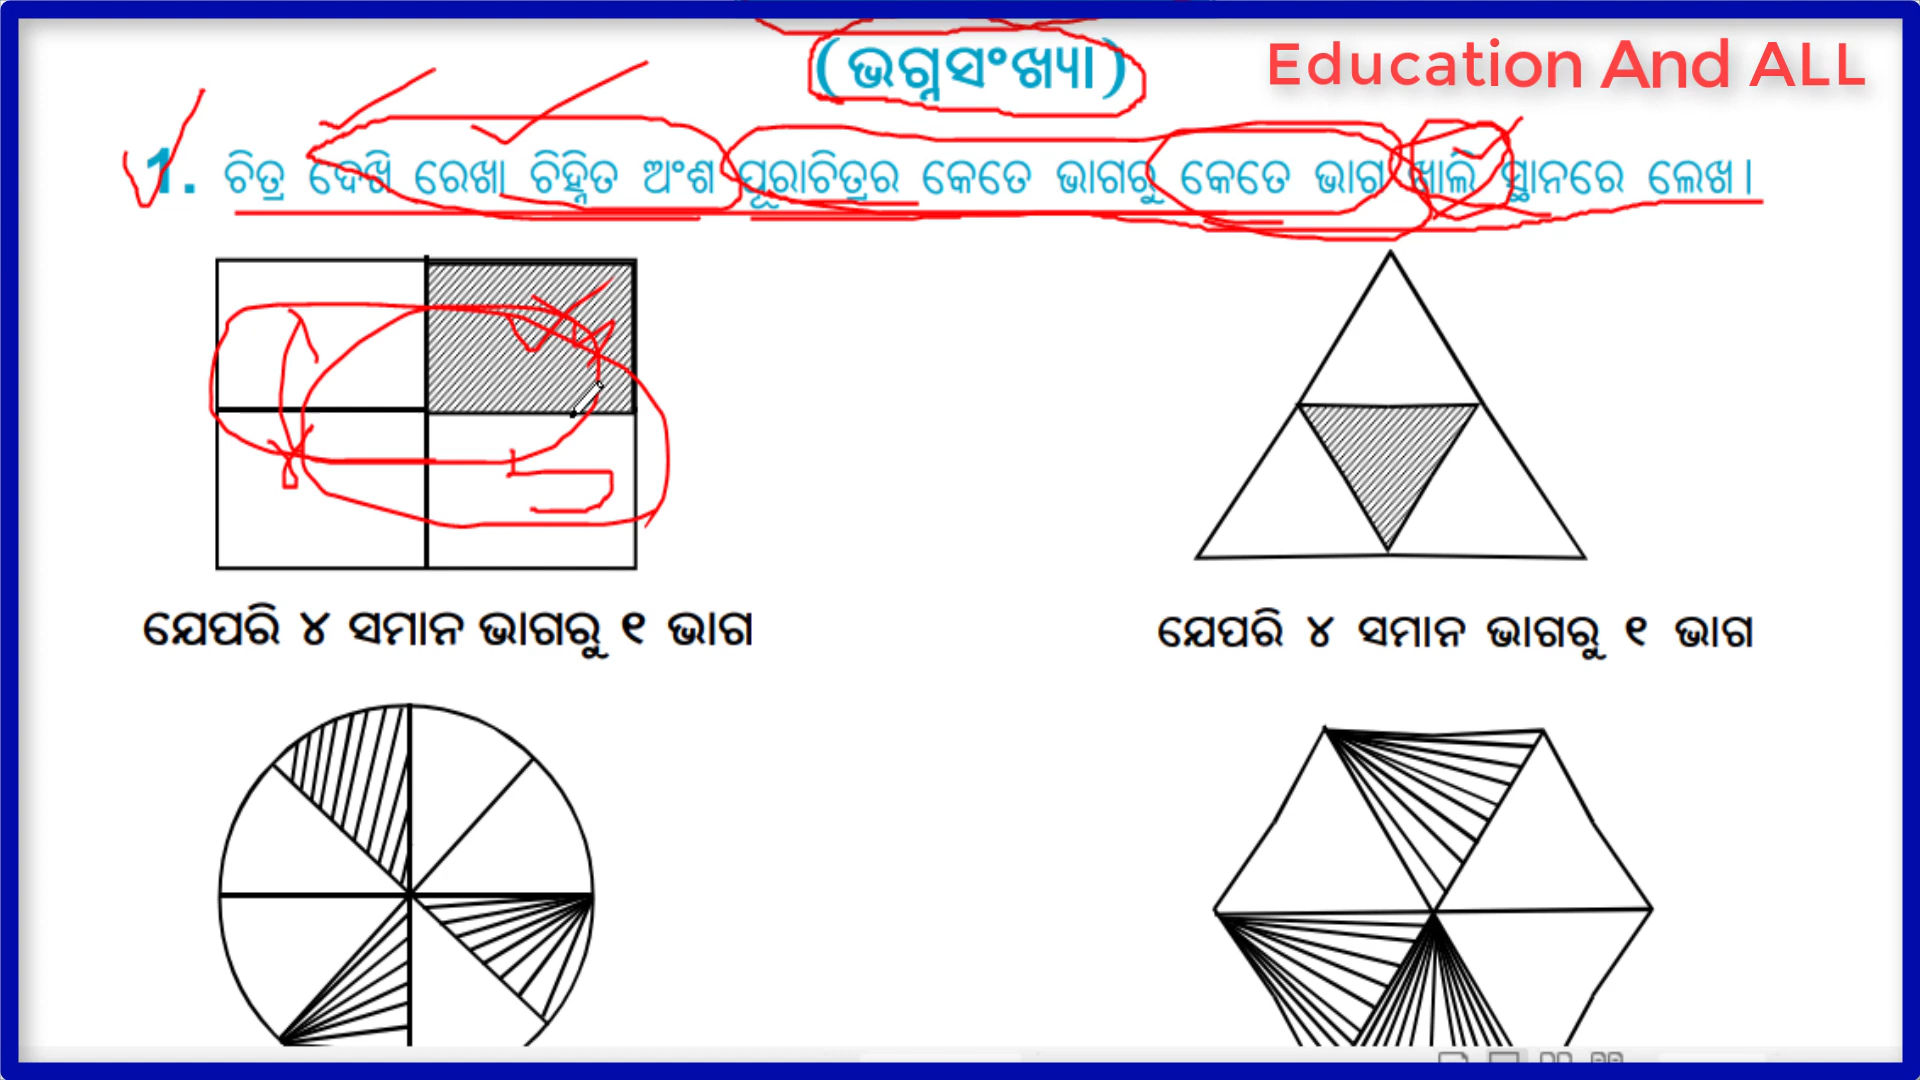 (ଭଗ୍ନସଂଖ୍ୟା)
Education And ALL
1. ଚିତ୍ର ଦେଖି ରେଖା ଚିହ୍ନିତ ଅଂଶ ପୂରାଚିତ୍ରର କେତେ ଭାଗରୁ କେତେ ଭାଗ ଖାଲି ସ୍ଥାନରେ ଲେଖ।
ଯେପରି ୪ ସମାନ ଭାଗରୁ ୧ ଭାଗ
ଯେପରି ୪ ସମାନ ଭାଗରୁ ୧ ଭାଗ